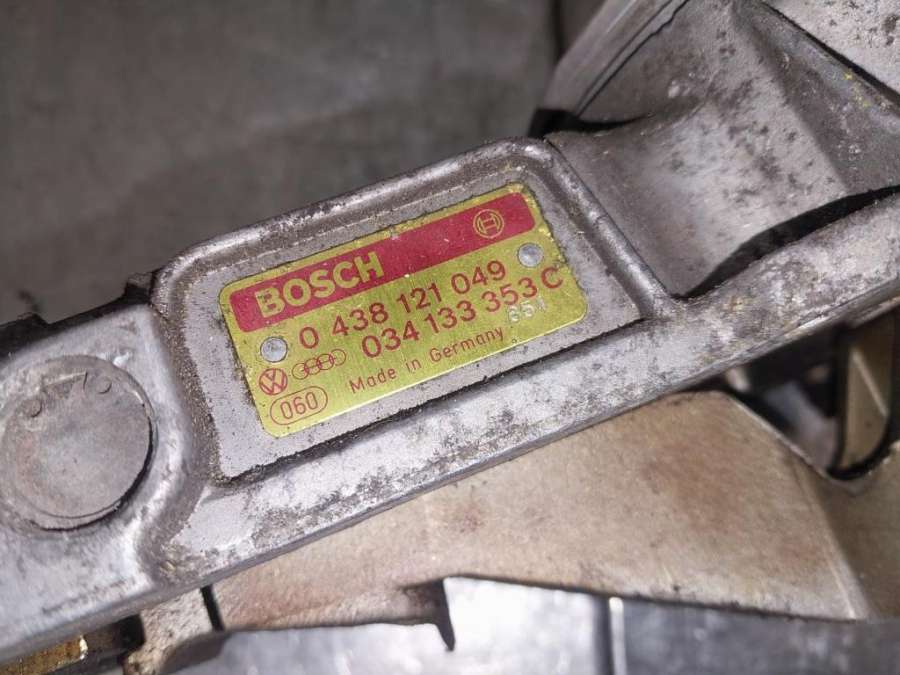 BOSCH
0 438 121 049
034 133 353 C
Made in Germany 851
060